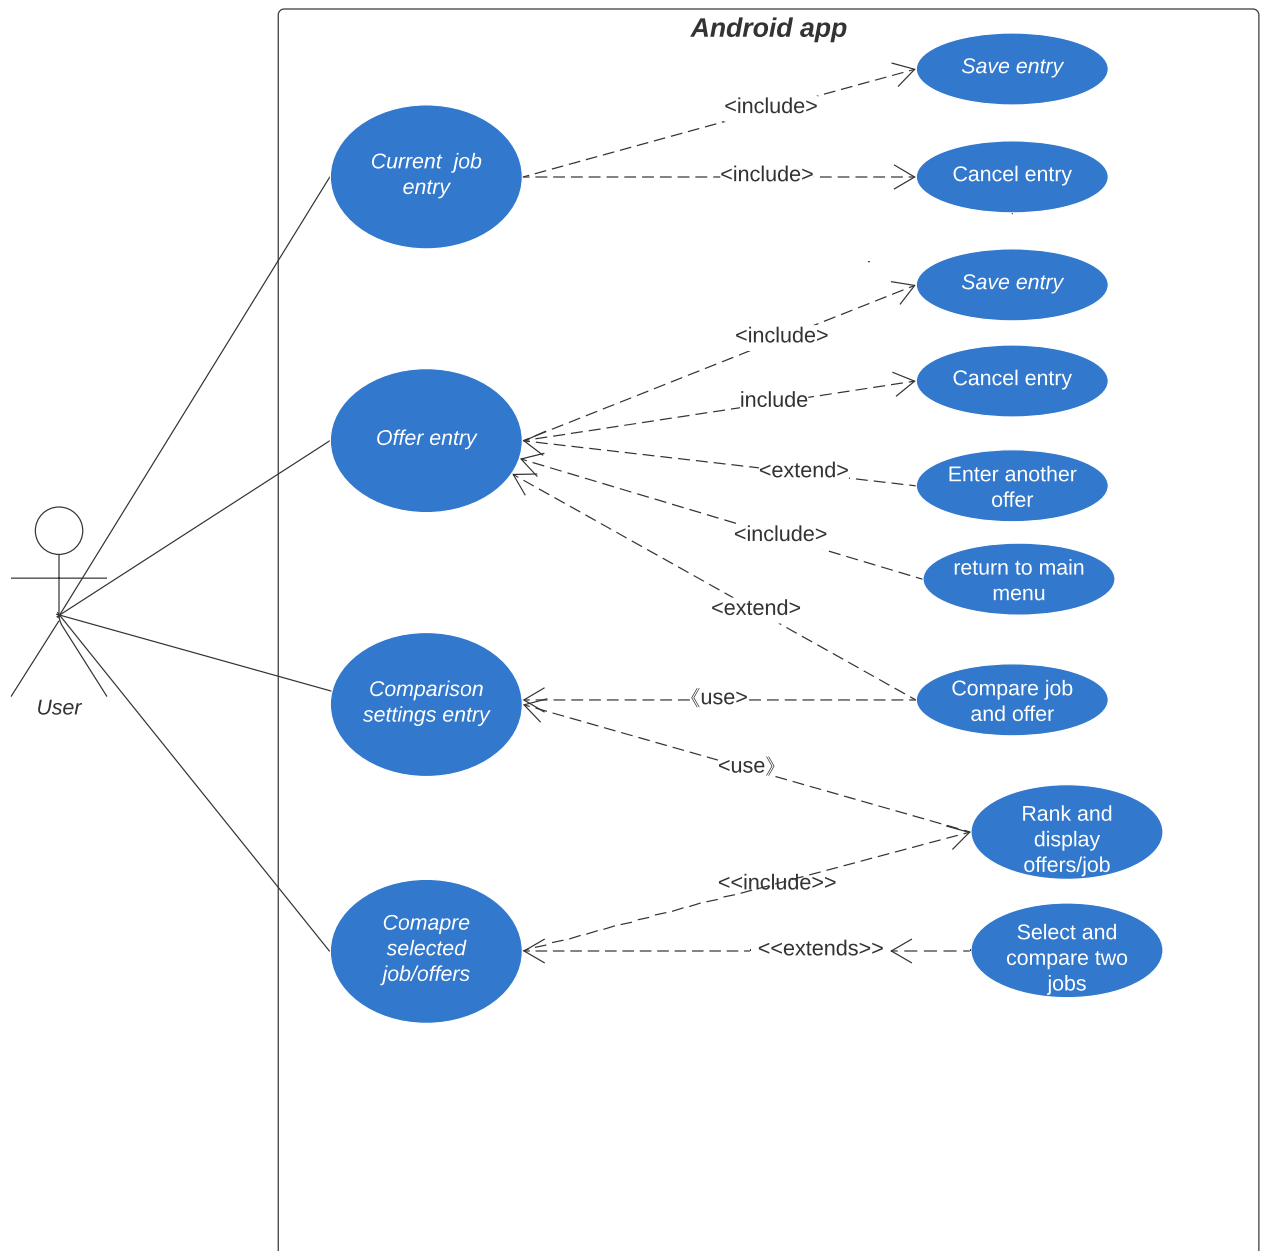 Android app
Save entry
<include>
Current  job
entry
<include>
Cancel entry
Save entry
<include>
Cancel entry
include
Offer entry
<extend>
Enter another
offer
<include>
return to main
menu
<extend>
User
Comparison
settings entry
《use>
Compare job
and offer
<use》
Rank and
display
offers/job
<<include>>
Comapre
selected
job/offers
<<extends>>
Select and
compare two
jobs